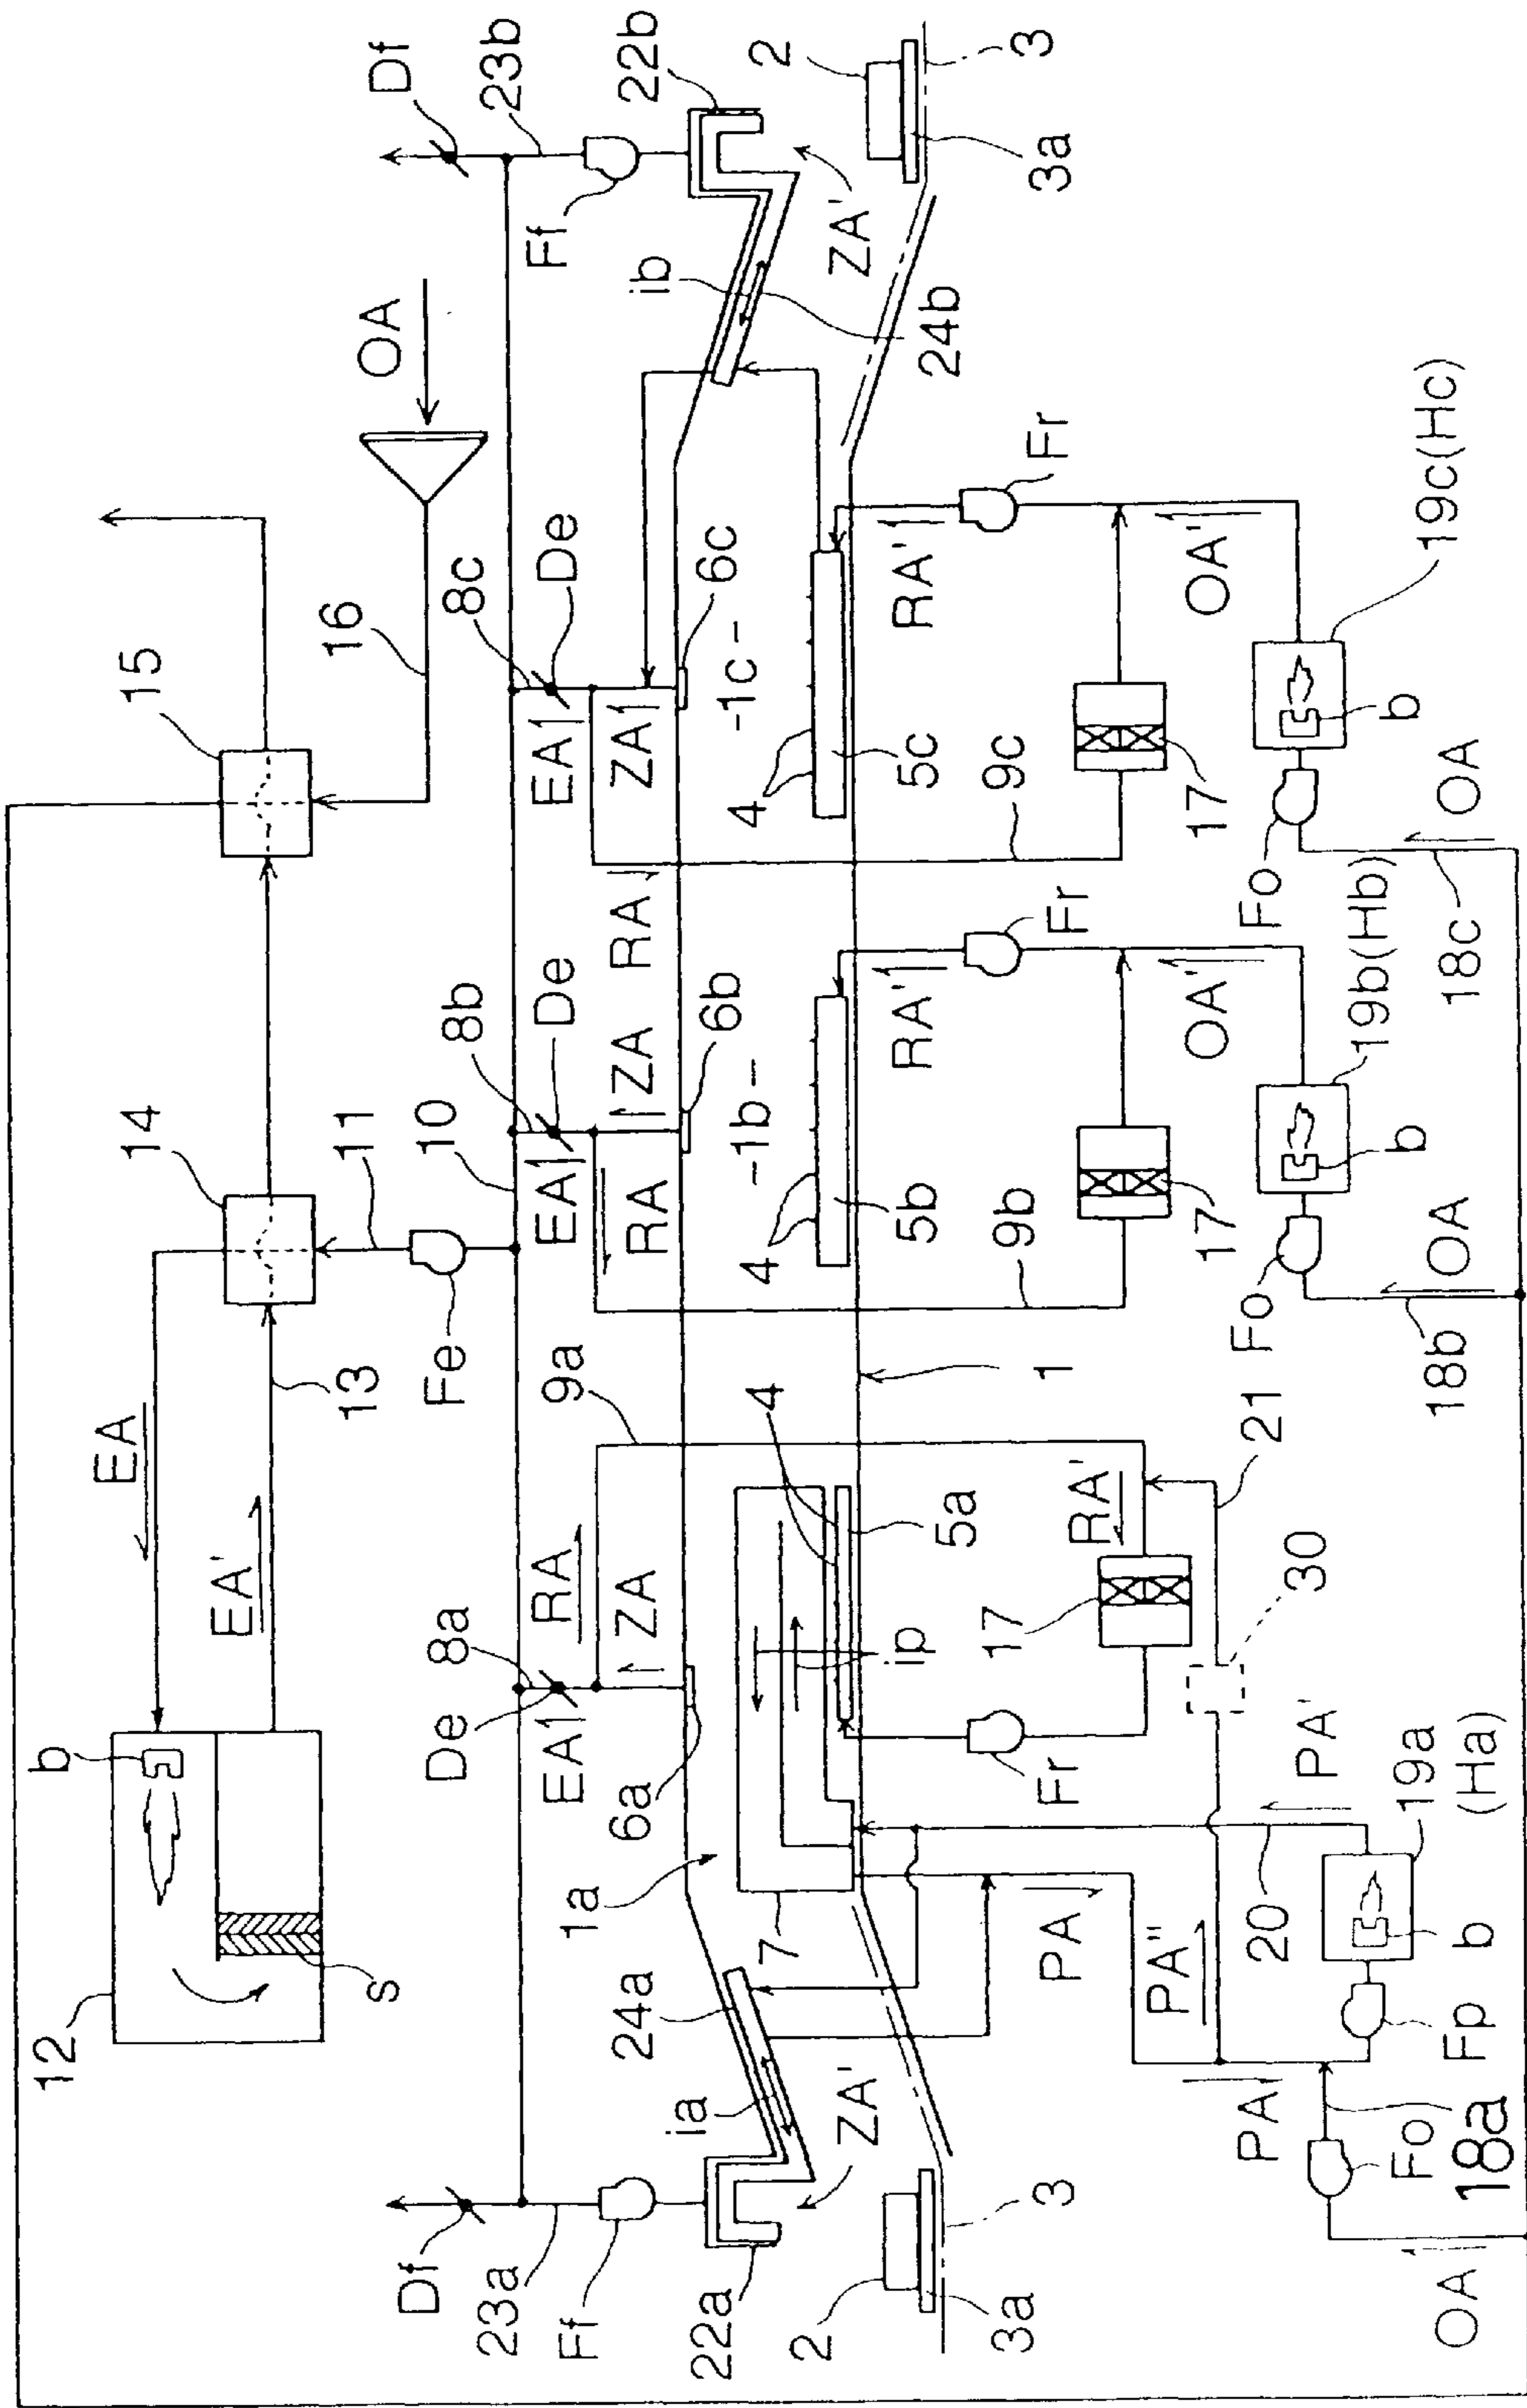 12
b
s
EA
EA'
13
14
15
16
OA
11
Fe
10
Df
23a
Ff
22a
De
8a
EA
RA
ZA
9a
8b
De
EA
ZA
RA
RA
8c
De
EA
ZA
Df
23b
Ff
22b
1a
6a
24a
ia
ZA'
6b
-1b-
6c
-1c-
ib
24b
ZA'
2
3
3a
2
3a
3
7
ip
4
5a
1
4
5b
4
5c
PA
PA"
PA
Fr
17
RA'
21
30
PA'
20
19a
(Ha)
b
Fp
Fo
18a
OA
9b
17
RA'
Fr
OA'
19b(Hb)
b
Fo
18b
OA
9c
17
RA'
Fr
OA'
19c(Hc)
b
Fo
18c
OA